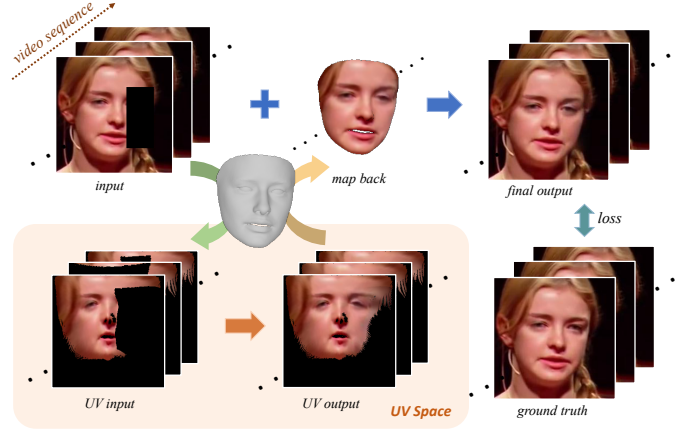 video sequence
input
map back
final output
loss
UV input
UV output
UV Space
ground truth